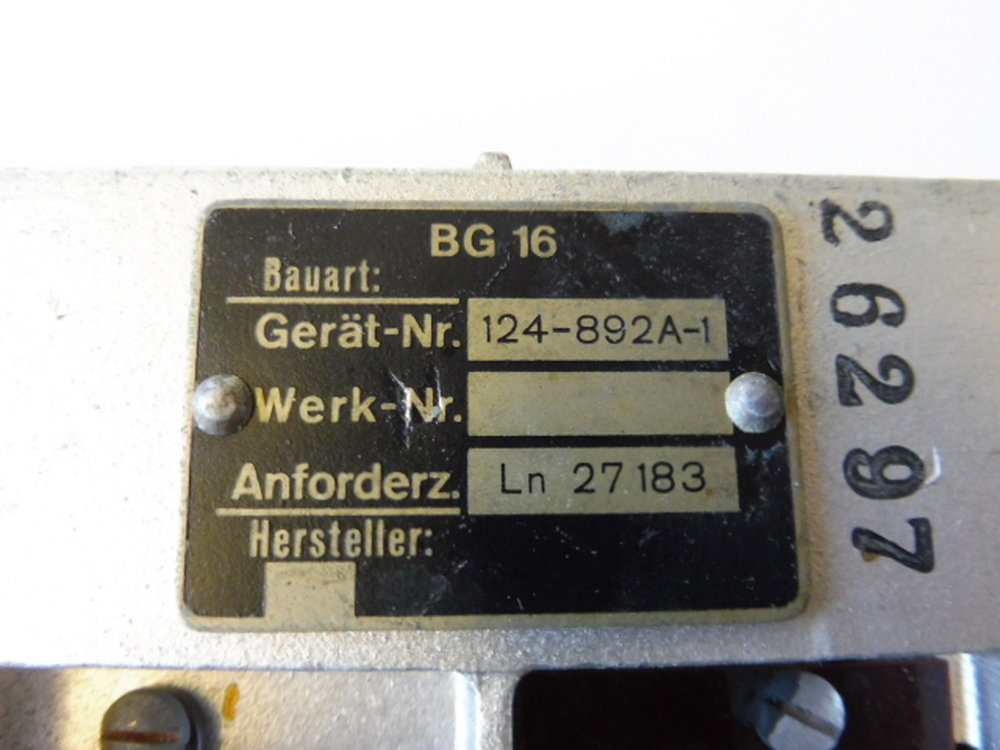 BG 16
Bauart:
Gerät-Nr. 124-892A-1
Werk-Nr.
Anforderz. Ln 27183
Hersteller:
26297